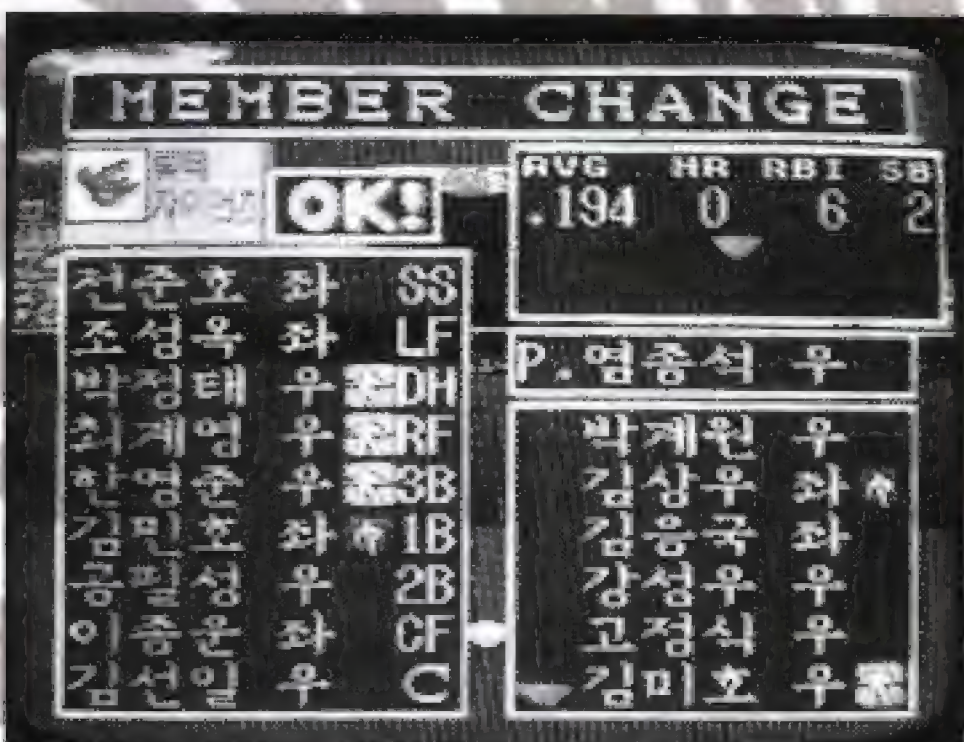 MEMBER CHANGE
OK!
AVG HR RBI SB
.194 0 6 2
전준호 좌 SS
조성옥 좌 LF
박정태 우 DH
최계영 우 RF
한영준 우 3B
김민호 좌 1B
공필성 우 2B
이종운 좌 CF
김선일 우 C
P. 염종석 우
박계원 우
김상우 좌
김응국 좌
강성우 우
고점식 우
김미호 우